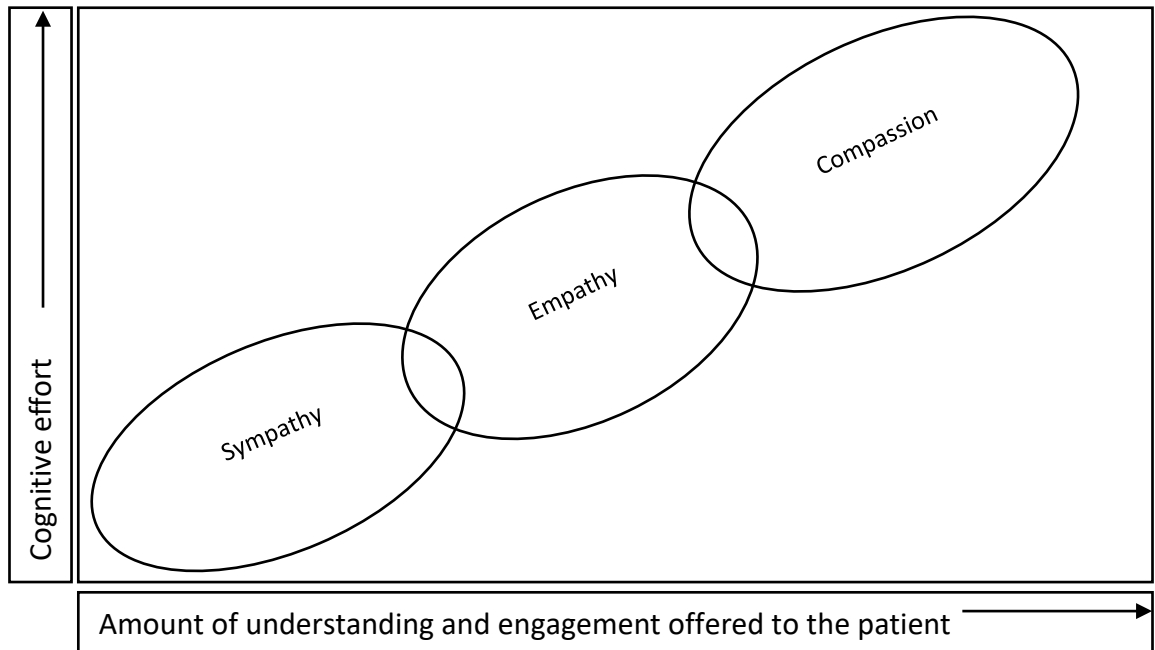 Compassion
Empathy
Sympathy
Cognitive effort
Amount of understanding and engagement offered to the patient